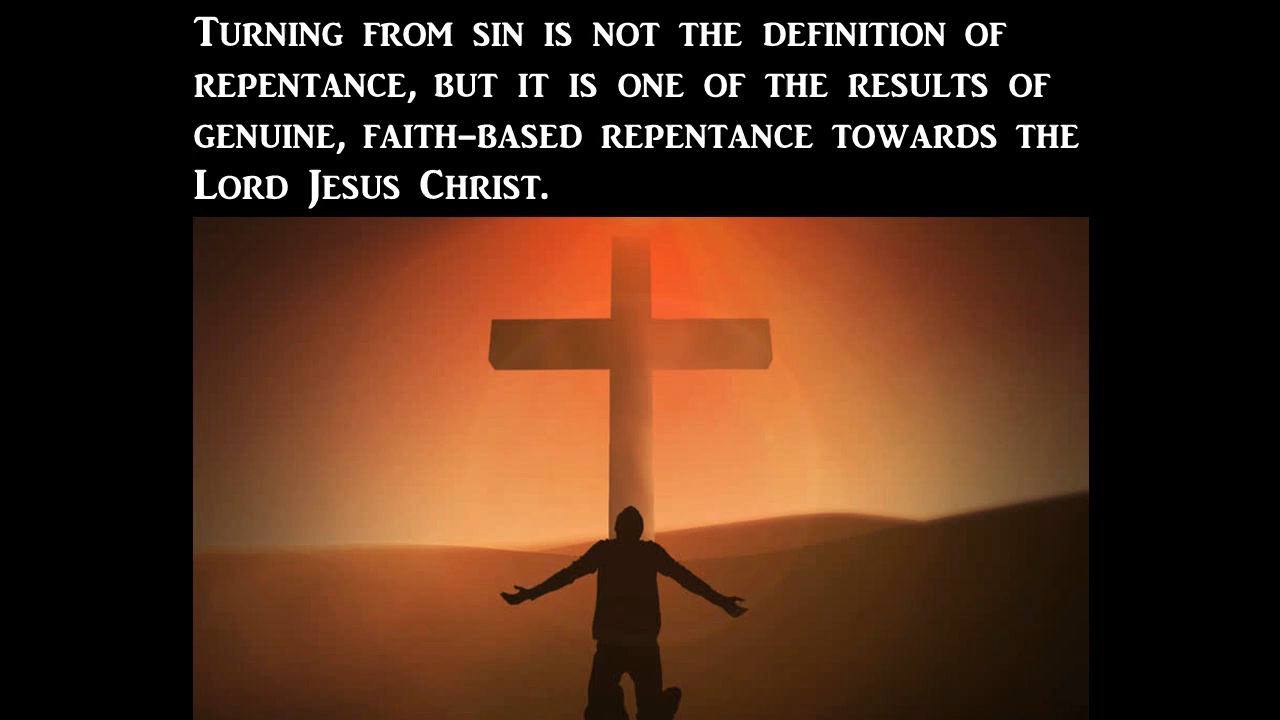 Turning from sin is not the definition of
repentance, but it is one of the results of
genuine, faith-based repentance towards the
Lord Jesus Christ.